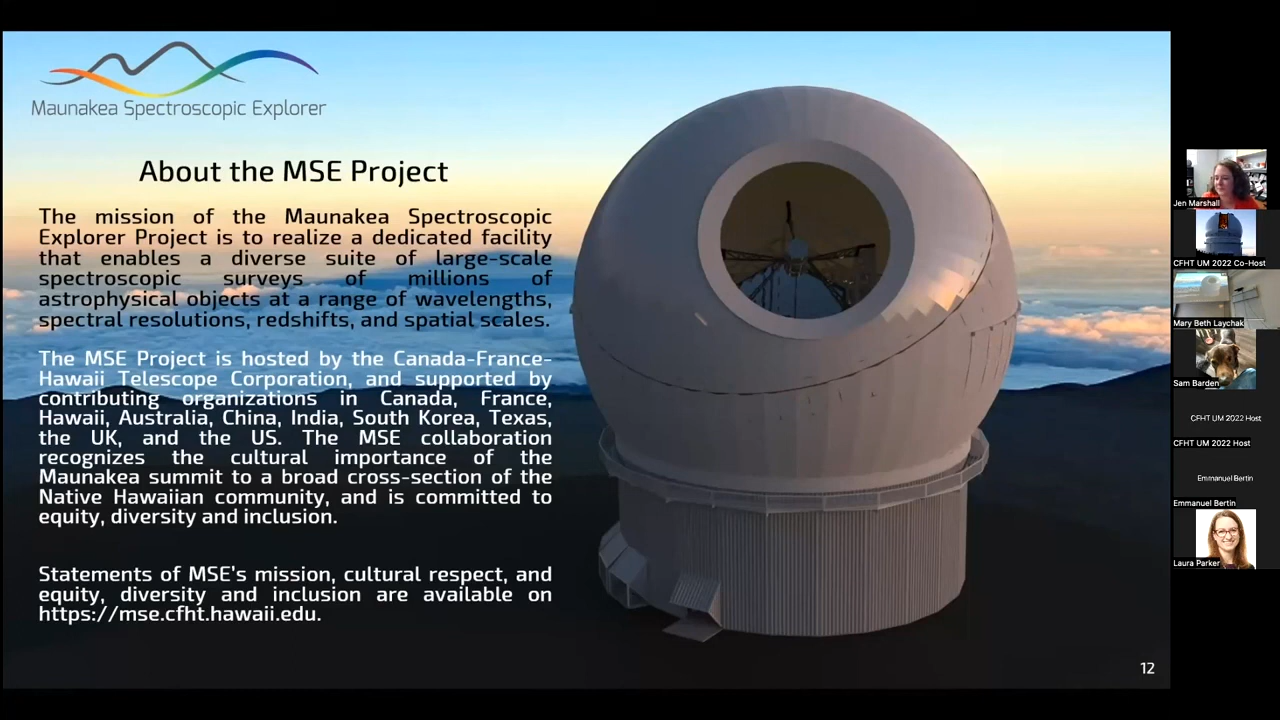 Maunakea Spectroscopic Explorer
About the MSE Project
The mission of the Maunakea Spectroscopic
Explorer Project is to realize a dedicated facility
that enables a diverse suite of large-scale
spectroscopic surveys of millions of
astrophysical objects at a range of wavelengths,
spectral resolutions, redshifts, and spatial scales.
The MSE Project is hosted by the Canada-France-
Hawaii Telescope Corporation, and supported by
contributing organizations in Canada, France,
Hawaii, Australia, China, India, South Korea, Texas,
the UK, and the US. The MSE collaboration
recognizes the cultural importance of the
Maunakea summit to a broad cross-section of the
Native Hawaiian community, and is committed to
equity, diversity and inclusion.
Statements of MSE's mission, cultural respect, and
equity, diversity and inclusion are available on
https://mse.cfht.hawaii.edu.
12
Jen Marshall
CFHT UM 2022 Co-Host
Mary Beth Laychak
Sam Barden
CFHT UM 2022 Host
CFHT UM 2022 Host
Emmanuel Bertin
Emmanuel Bertin
Laura Parker